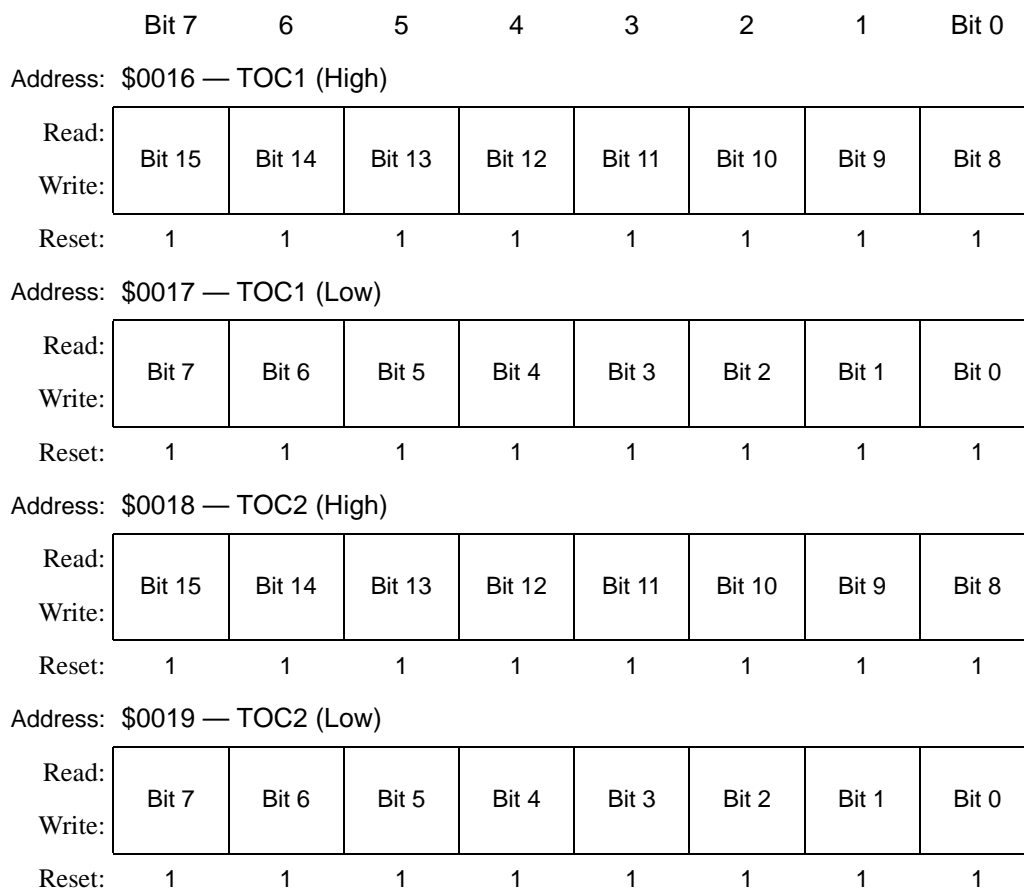 Bit 7 6 5 4 3 2 1 Bit 0
Address: $0016 — TOC1 (High)
Read:
Bit 15 Bit 14 Bit 13 Bit 12 Bit 11 Bit 10 Bit 9 Bit 8
Write:
Reset: 1 1 1 1 1 1 1 1
Address: $0017 — TOC1 (Low)
Read:
Bit 7 Bit 6 Bit 5 Bit 4 Bit 3 Bit 2 Bit 1 Bit 0
Write:
Reset: 1 1 1 1 1 1 1 1
Address: $0018 — TOC2 (High)
Read:
Bit 15 Bit 14 Bit 13 Bit 12 Bit 11 Bit 10 Bit 9 Bit 8
Write:
Reset: 1 1 1 1 1 1 1 1
Address: $0019 — TOC2 (Low)
Read:
Bit 7 Bit 6 Bit 5 Bit 4 Bit 3 Bit 2 Bit 1 Bit 0
Write:
Reset: 1 1 1 1 1 1 1 1